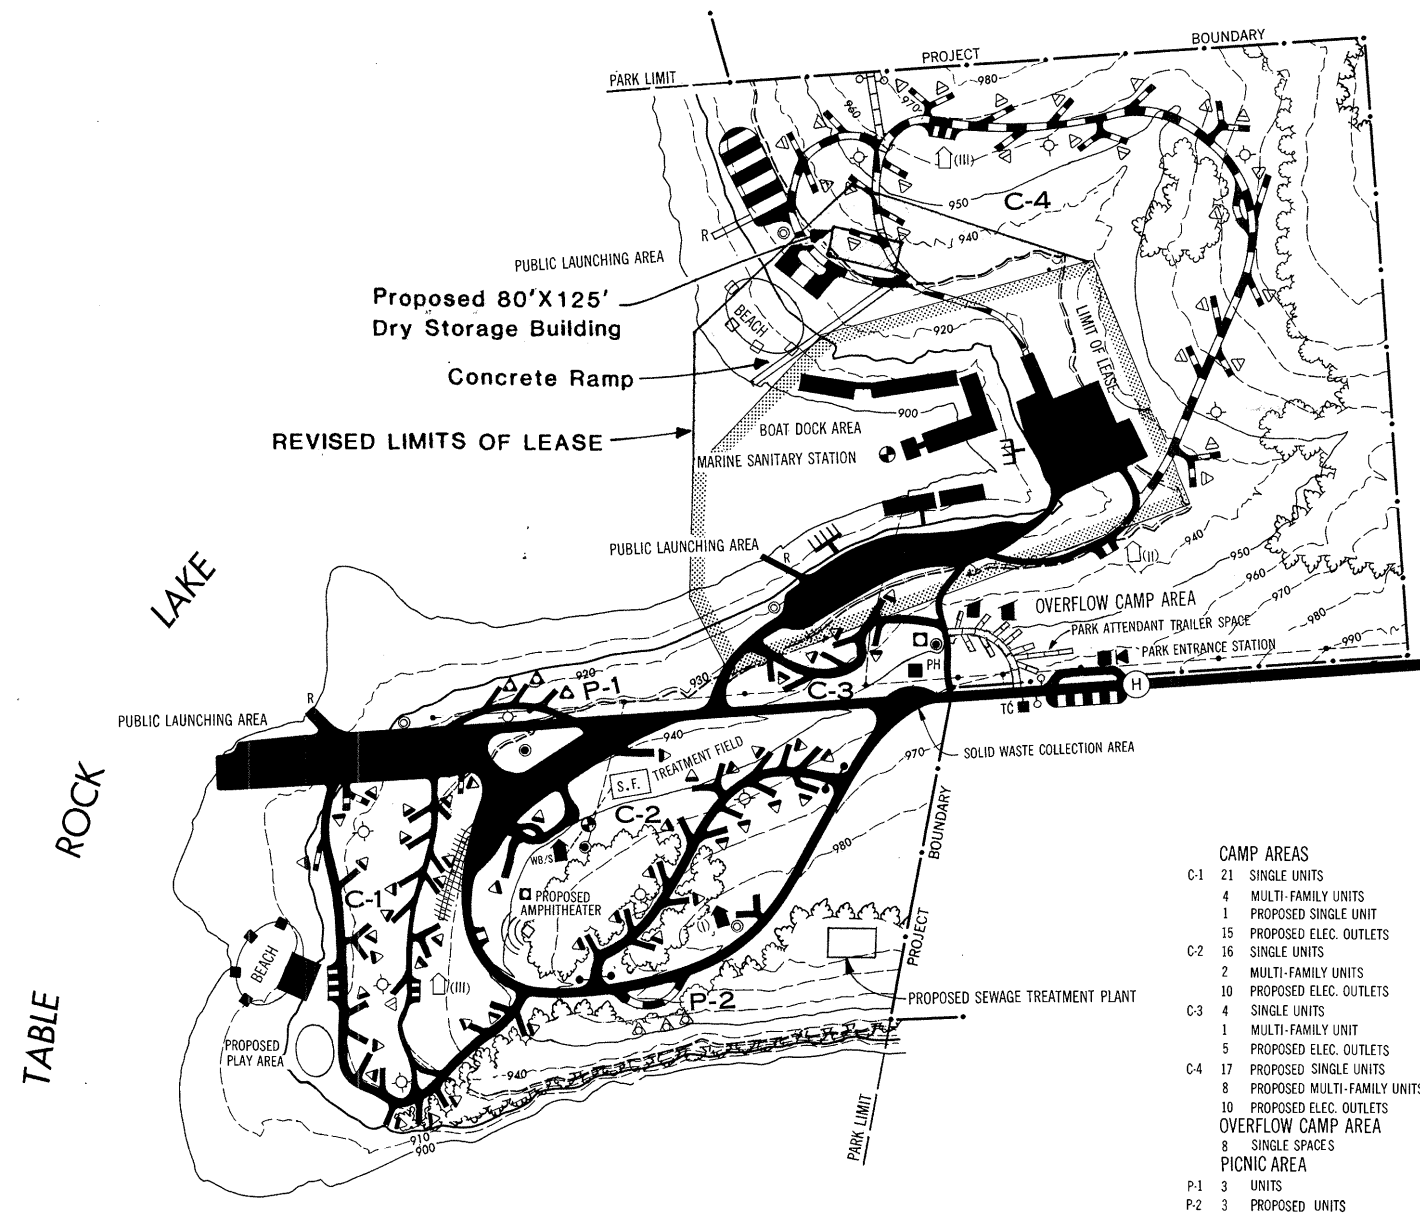 PARK LIMIT
PROJECT
BOUNDARY
980
970
960
(III)
950
C-4
940
R
PUBLIC LAUNCHING AREA
Proposed 80'X125'
Dry Storage Building
BEACH
920
LIMIT OF LEASE
Concrete Ramp
900
REVISED LIMITS OF LEASE
BOAT DOCK AREA
MARINE SANITARY STATION
PUBLIC LAUNCHING AREA
R
(II)
940
950
960
970
980
990
LAKE
OVERFLOW CAMP AREA
PARK ATTENDANT TRAILER SPACE
PARK ENTRANCE STATION
PH
H
TC
920
P-1
930
C-3
R
PUBLIC LAUNCHING AREA
940
970
SOLID WASTE COLLECTION AREA
TREATMENT FIELD
S.F.
C-2
ROCK
BOUNDARY
980
WB/S
PROPOSED
AMPHITHEATER
C-1
(I)
PROJECT
BEACH
(III)
P-2
PROPOSED SEWAGE TREATMENT PLANT
TABLE
PROPOSED
PLAY AREA
940
910
900
PARK LIMIT
CAMP AREAS
C-1 21 SINGLE UNITS
4 MULTI-FAMILY UNITS
1 PROPOSED SINGLE UNIT
15 PROPOSED ELEC. OUTLETS
C-2 16 SINGLE UNITS
2 MULTI-FAMILY UNITS
10 PROPOSED ELEC. OUTLETS
C-3 4 SINGLE UNITS
1 MULTI-FAMILY UNIT
5 PROPOSED ELEC. OUTLETS
C-4 17 PROPOSED SINGLE UNITS
8 PROPOSED MULTI-FAMILY UNITS
10 PROPOSED ELEC. OUTLETS
OVERFLOW CAMP AREA
8 SINGLE SPACES
PICNIC AREA
P-1 3 UNITS
P-2 3 PROPOSED UNITS